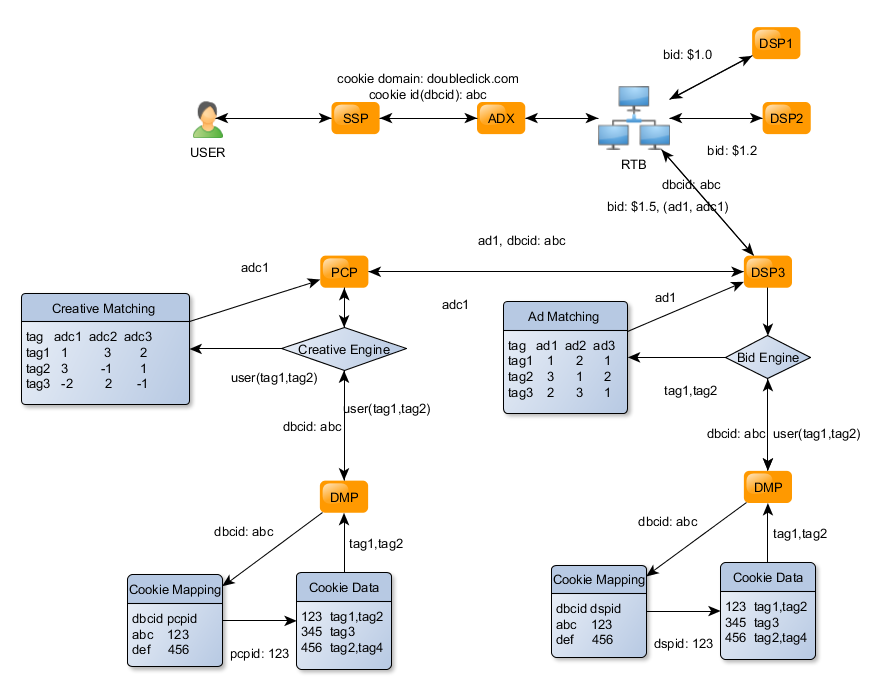 DSP1
bid: $1.0
cookie domain: doubleclick.com
cookie id(dbcid): abc
SSP
ADX
DSP2
USER
RTB
bid: $1.2
dbcid: abc
bid: $1.5, (ad1, adc1)
ad1, dbcid: abc
adc1
PCP
DSP3
Creative Matching
tag adc1 adc2 adc3
tag1 1 3 2
tag2 3 -1 1
tag3 -2 2 -1
adc1
ad1
Ad Matching
tag ad1 ad2 ad3
tag1 1 2 1
tag2 3 1 2
tag3 2 3 1
Creative Engine
Bid Engine
user(tag1,tag2)
tag1,tag2
user(tag1,tag2)
dbcid: abc
dbcid: abc
user(tag1,tag2)
DMP
DMP
dbcid: abc
tag1,tag2
dbcid: abc
tag1,tag2
Cookie Mapping
dbcid pcpid
abc 123
def 456
pcpid: 123
Cookie Data
123 tag1,tag2
345 tag3
456 tag2,tag4
Cookie Mapping
dbcid dspid
abc 123
def 456
dspid: 123
Cookie Data
123 tag1,tag2
345 tag3
456 tag2,tag4